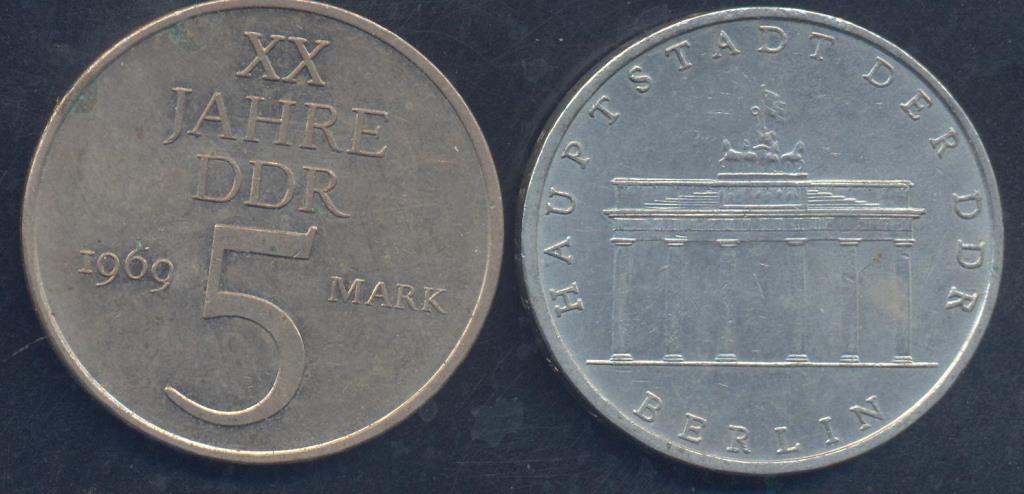 XX
JAHRE
DDR
1969 5 MARK
HAUPTSTADT DER DDR
BERLIN